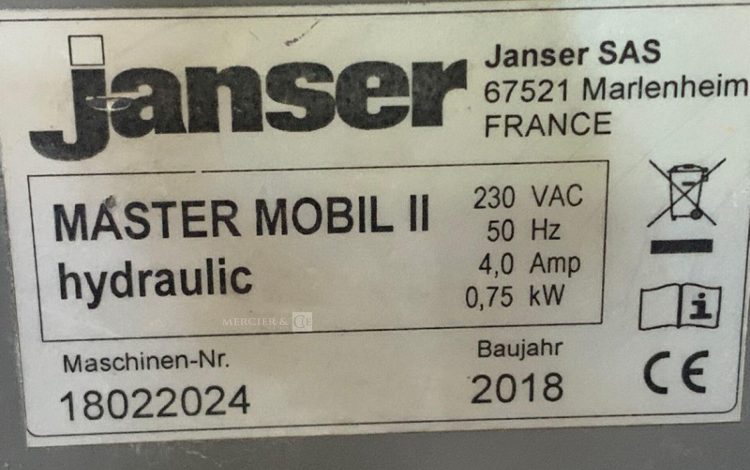 janser
Janser SAS
67521 Marlenheim
FRANCE
MASTER MOBIL II
hydraulic
230 VAC
50 Hz
4,0 Amp
0,75 kW
MERCIER &
Maschinen-Nr.
18022024
Baujahr
2018
i
CE